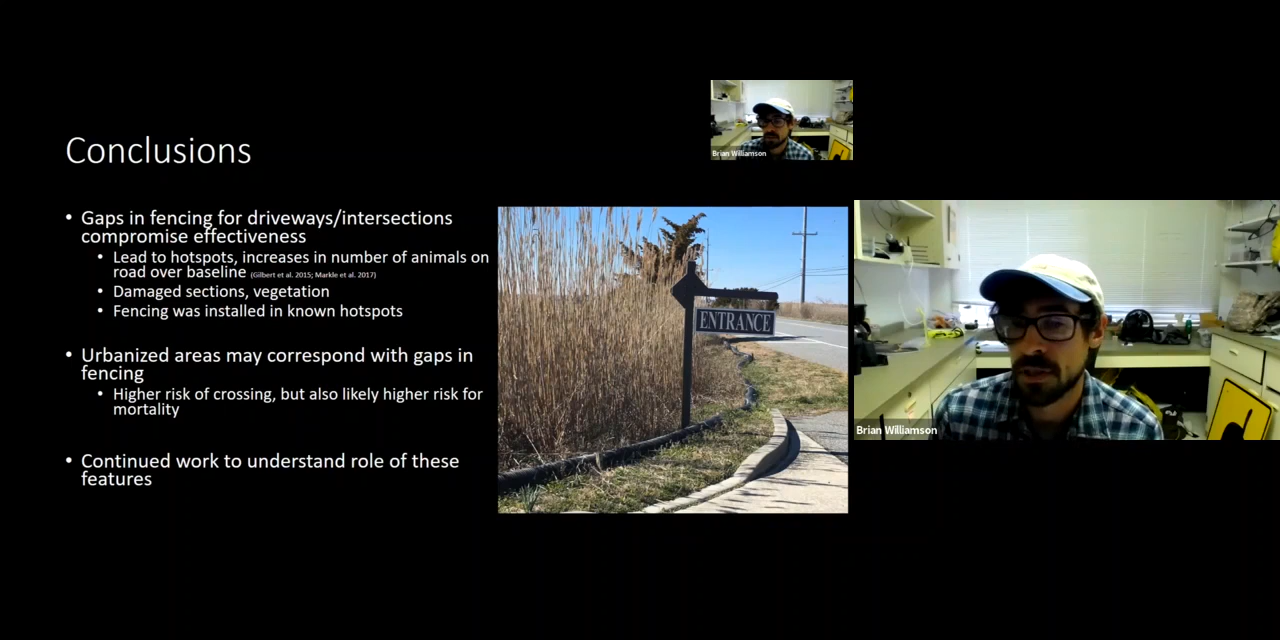 Conclusions
• Gaps in fencing for driveways/intersections
compromise effectiveness
• Lead to hotspots, increases in number of animals on
road over baseline (Gilbert et al. 2015; Markle et al. 2017)
• Damaged sections, vegetation
• Fencing was installed in known hotspots
• Urbanized areas may correspond with gaps in
fencing
• Higher risk of crossing, but also likely higher risk for
mortality
• Continued work to understand role of these
features
ENTRANCE
Brian Williamson
Brian Williamson